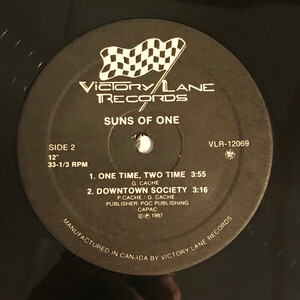 VICTORY LANE
RECORDS
SUNS OF ONE
SIDE 2
VLR-12069
12"
33-1/3 RPM
1. ONE TIME, TWO TIME 3:55
G. CACHE
2. DOWNTOWN SOCIETY 3:16
P.CACHE / G. CACHE
PUBLISHER PGC PUBLISHING
CAPAC
©℗ 1987
MANUFACTURED IN CANADA BY VICTORY LANE RECORDS